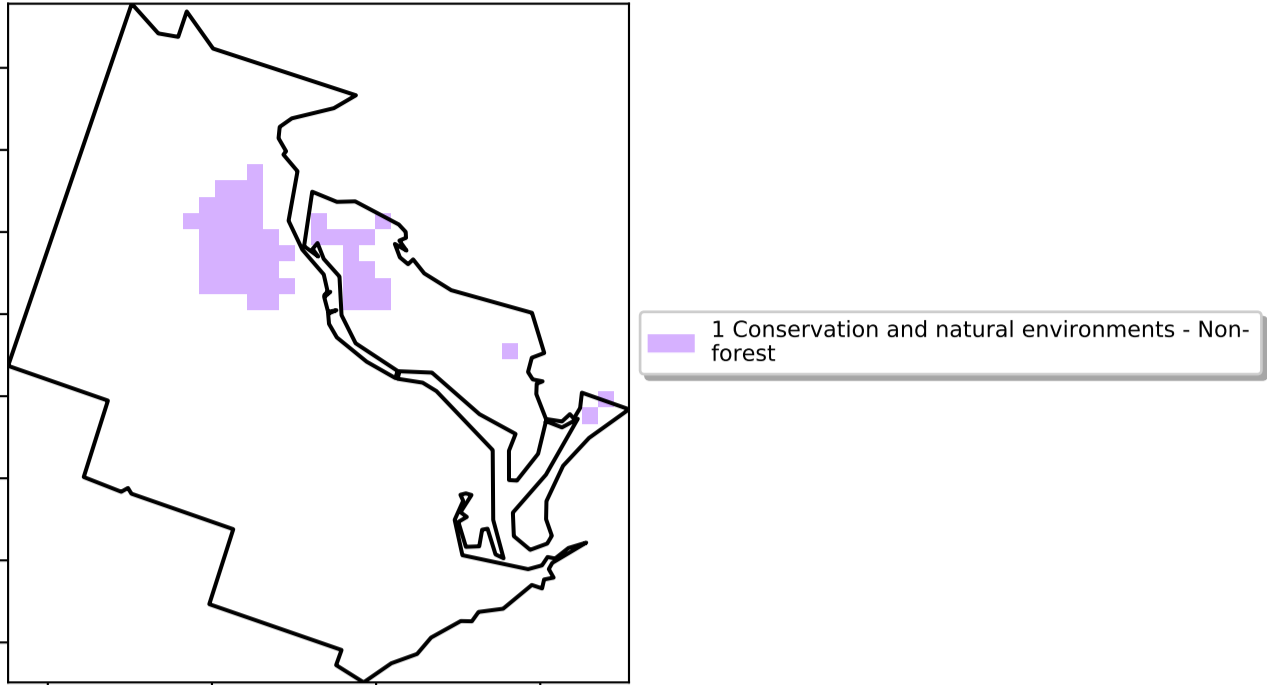 1 Conservation and natural environments - Non-
forest